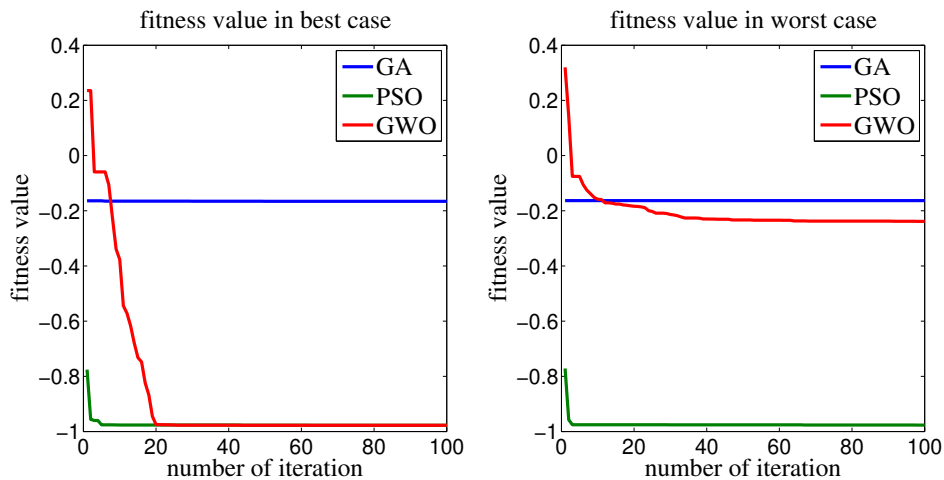 fitness value in best case
fitness value
0.4
0.2
0
−0.2
−0.4
−0.6
−0.8
−1
GA
PSO
GWO
0 20 40 60 80 100
number of iteration
fitness value in worst case
fitness value
0.4
0.2
0
−0.2
−0.4
−0.6
−0.8
−1
GA
PSO
GWO
0 20 40 60 80 100
number of iteration